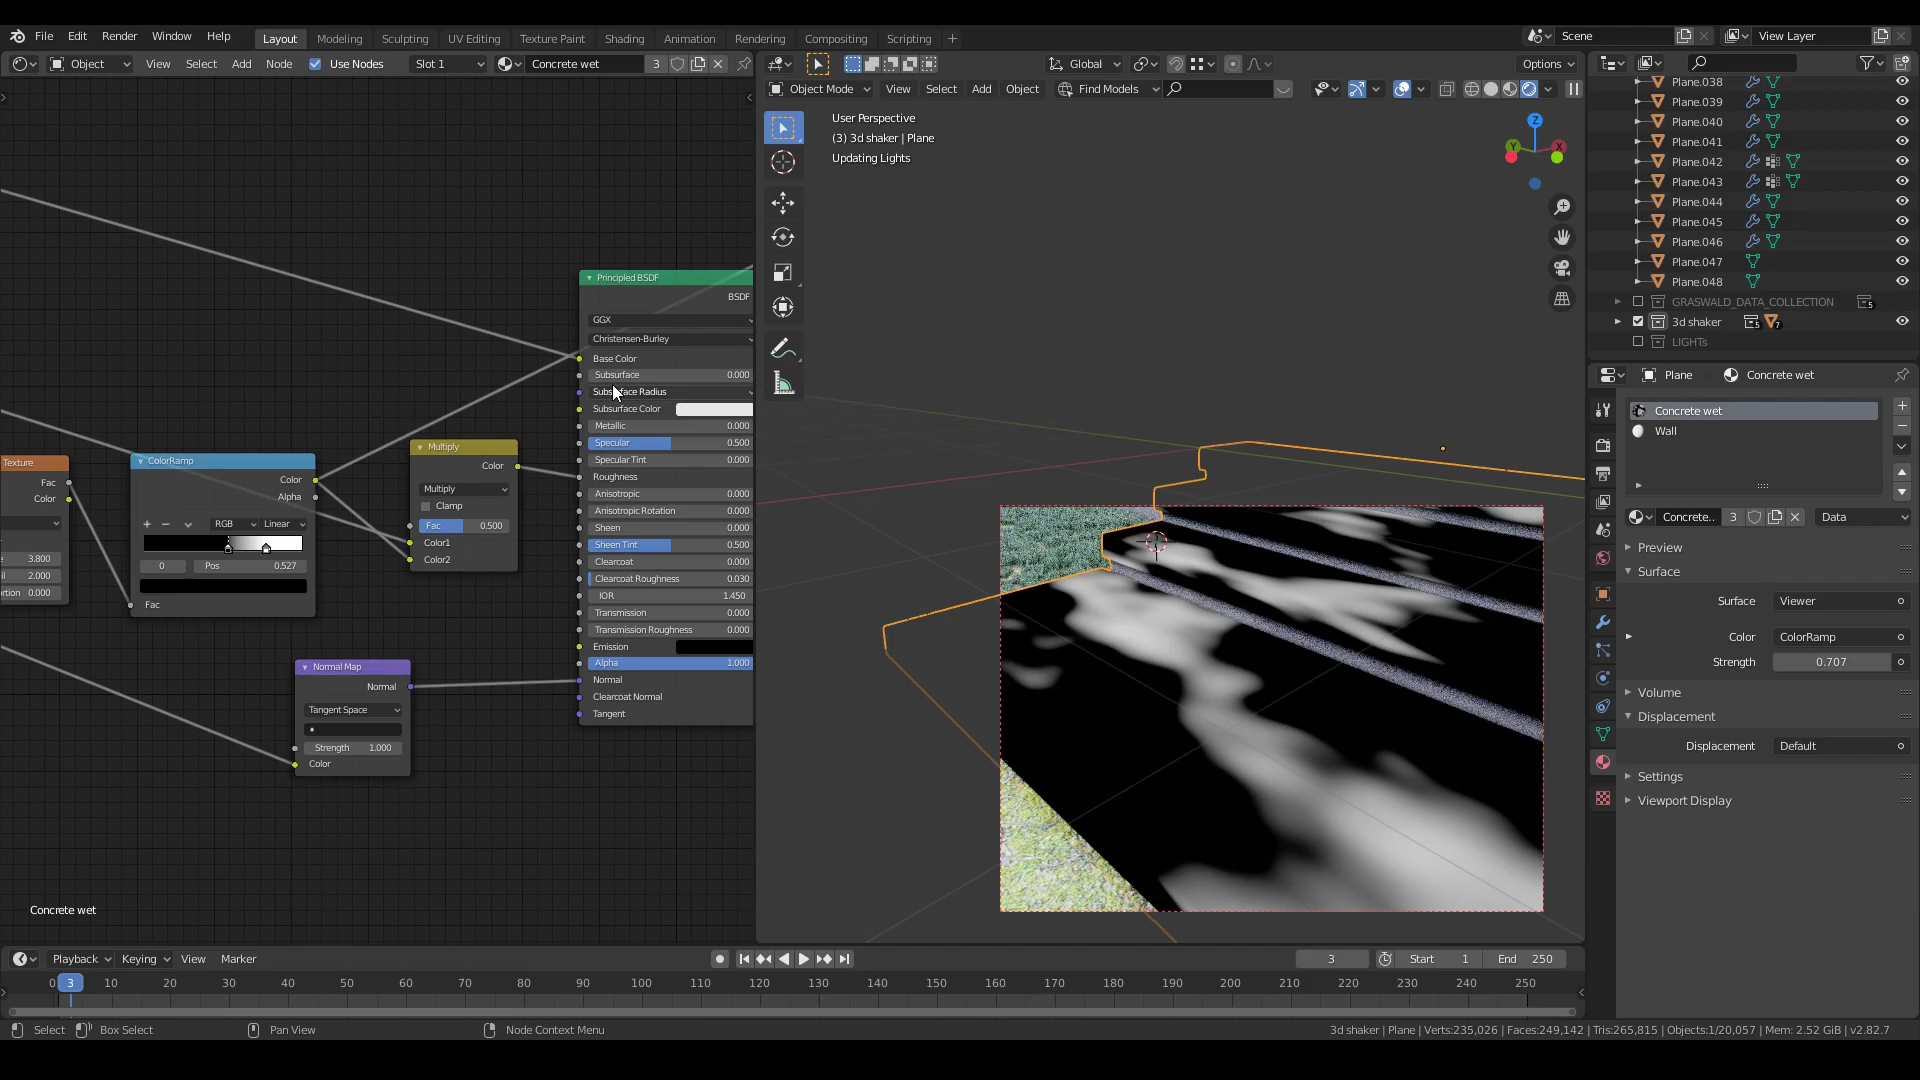 File Edit Render Window Help
Layout Modeling Sculpting UV Editing Texture Paint Shading Animation Rendering Compositing Scripting +
Scene
View Layer
Object View Select Add Node Use Nodes Slot 1 Concrete wet 3
Global
Options
Object Mode View Select Add Object Find Models
User Perspective
(3) 3d shaker | Plane
Updating Lights
Z
Y
X
Principled BSDF
BSDF
GGX
Christensen-Burley
Base Color
Subsurface 0.000
Subsurface Radius
Subsurface Color
Metallic 0.000
Specular 0.500
Specular Tint 0.000
Roughness
Anisotropic 0.000
Anisotropic Rotation 0.000
Sheen 0.000
Sheen Tint 0.500
Clearcoat 0.000
Clearcoat Roughness 0.030
IOR 1.450
Transmission 0.000
Transmission Roughness 0.000
Emission
Alpha 1.000
Normal
Clearcoat Normal
Tangent
Multiply
Color
Multiply
Clamp
Fac 0.500
Color1
Color2
Texture
Fac
Color
3.800
2.000
0.000
ColorRamp
Color
Alpha
+ − RGB Linear
0 Pos 0.527
Fac
Normal Map
Normal
Tangent Space
Strength 1.000
Color
Concrete wet
Plane.038
Plane.039
Plane.040
Plane.041
Plane.042
Plane.043
Plane.044
Plane.045
Plane.046
Plane.047
Plane.048
GRASWALD_DATA_COLLECTION 5
3d shaker 5 7
LIGHTs
Plane Concrete wet
Concrete wet
Wall
Concrete.. 3 Data
Preview
Surface
Surface Viewer
Color ColorRamp
Strength 0.707
Volume
Displacement
Displacement Default
Settings
Viewport Display
Playback Keying View Marker
3 Start 1 End 250
0 3 10 20 30 40 50 60 70 80 90 100 110 120 130 140 150 160 170 180 190 200 210 220 230 240 250
Select Box Select Pan View Node Context Menu
3d shaker | Plane | Verts:235,026 | Faces:249,142 | Tris:265,815 | Objects:1/20,057 | Mem: 2.52 GiB | v2.82.7